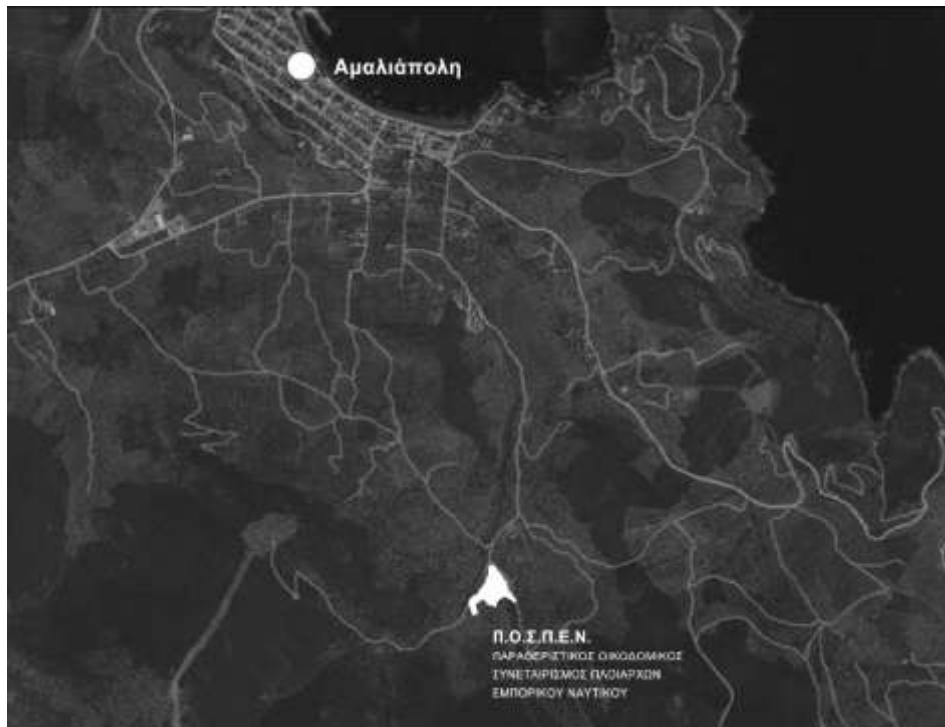 Αμαλιάπολη
Π.Ο.Σ.Π.Ε.Ν.
ΠΑΡΑΘΕΡΙΣΤΙΚΟΣ ΟΙΚΟΔΟΜΙΚΟΣ
ΣΥΝΕΤΑΙΡΙΣΜΟΣ ΠΛΟΙΑΡΧΩΝ
ΕΜΠΟΡΙΚΟΥ ΝΑΥΤΙΚΟΥ